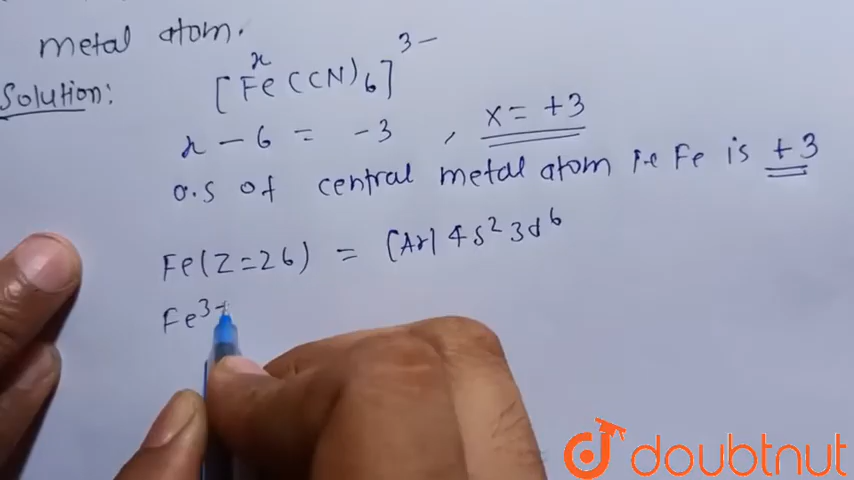 metal atom.
Solution:
[Fe(CN)6]3-
x
x - 6 = -3 , x = +3
o.s of central metal atom i.e Fe is +3
Fe(Z=26) = [Ar] 4s2 3d6
Fe3+
doubtnut